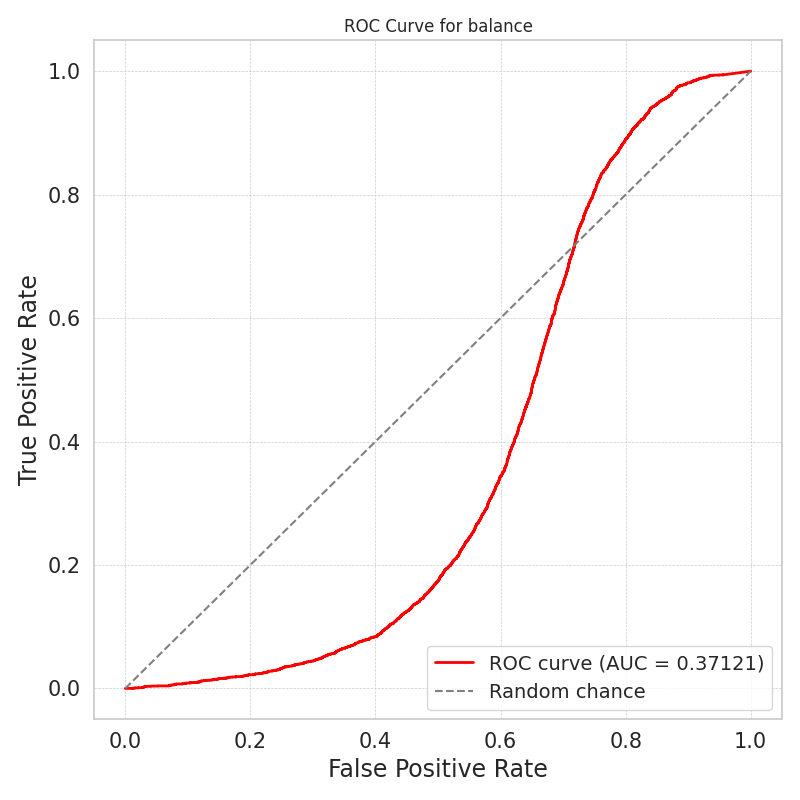 ROC Curve for balance
True Positive Rate
1.0
0.8
0.6
0.4
0.2
0.0
ROC curve (AUC = 0.37121)
Random chance
0.0 0.2 0.4 0.6 0.8 1.0
False Positive Rate